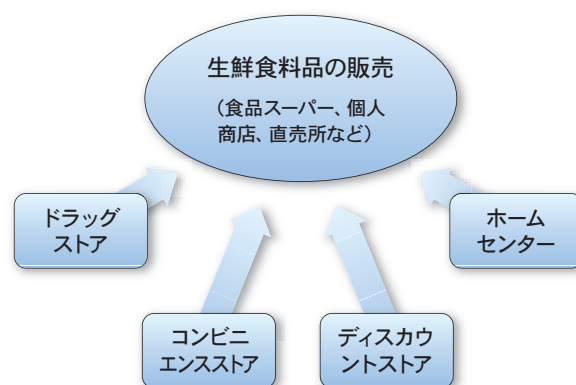 生鮮食料品の販売
（食品スーパー、個人
商店、直売所など）
ドラッグ
ストア
ホーム
センター
コンビニ
エンスストア
ディスカウ
ントストア